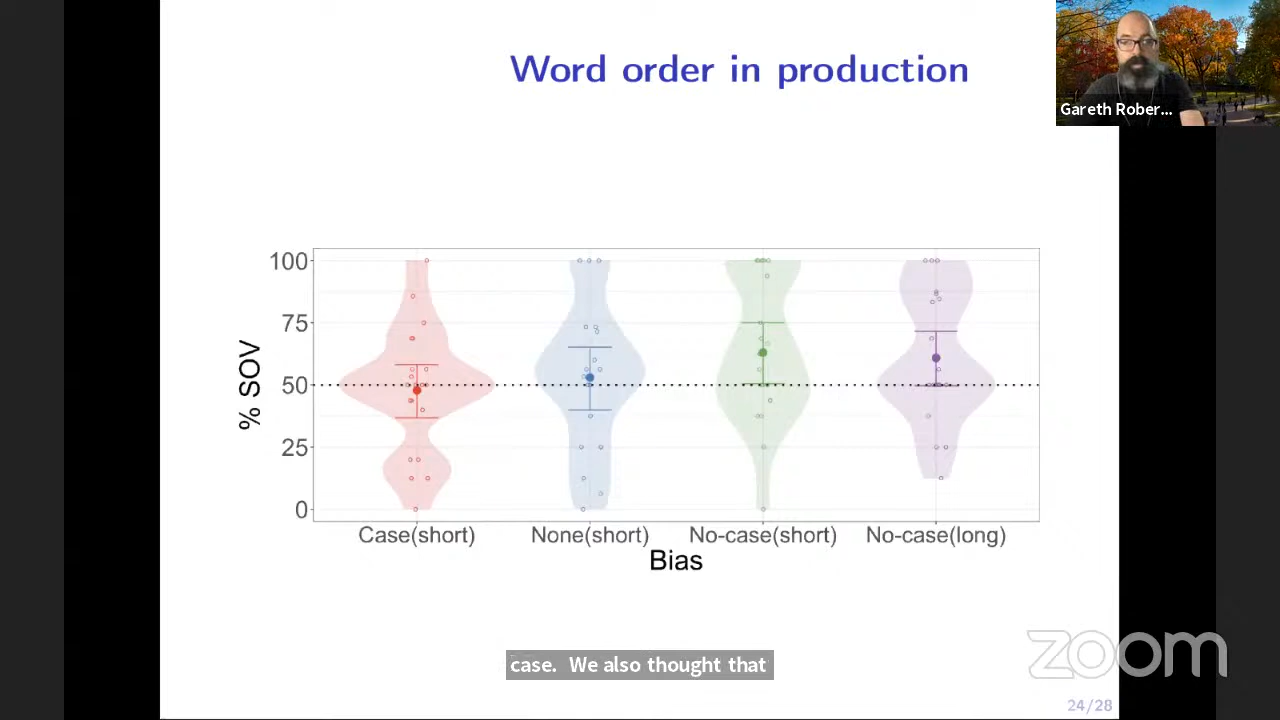 Word order in production
Gareth Rober...
100
75
50
25
0
% SOV
Case(short) None(short) No-case(short) No-case(long)
Bias
case. We also thought that
zoom
24/28